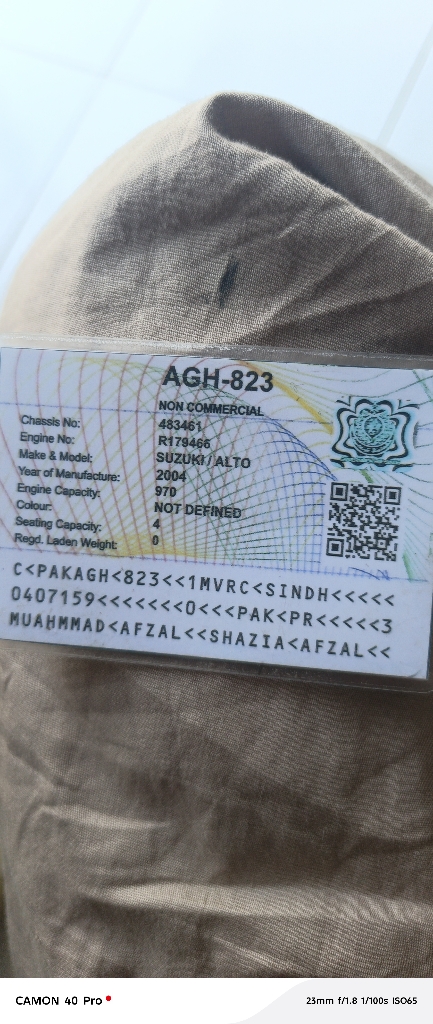 AGH-823
NON COMMERCIAL
Chassis No: 483461
Engine No: R179466
Make & Model: SUZUKI / ALTO
Year of Manufacture: 2004
Engine Capacity: 970
Colour: NOT DEFINED
Seating Capacity: 4
Regd. Laden Weight: 0
C<PAKAGH<823<<1MVRC<SINDH<<<<<
0407159<<<<<<<0<<<PAK<PR<<<<<3
MUAHMMAD<AFZAL<<SHAZIA<AFZAL<<
CAMON 40 Pro
23mm f/1.8 1/100s ISO65